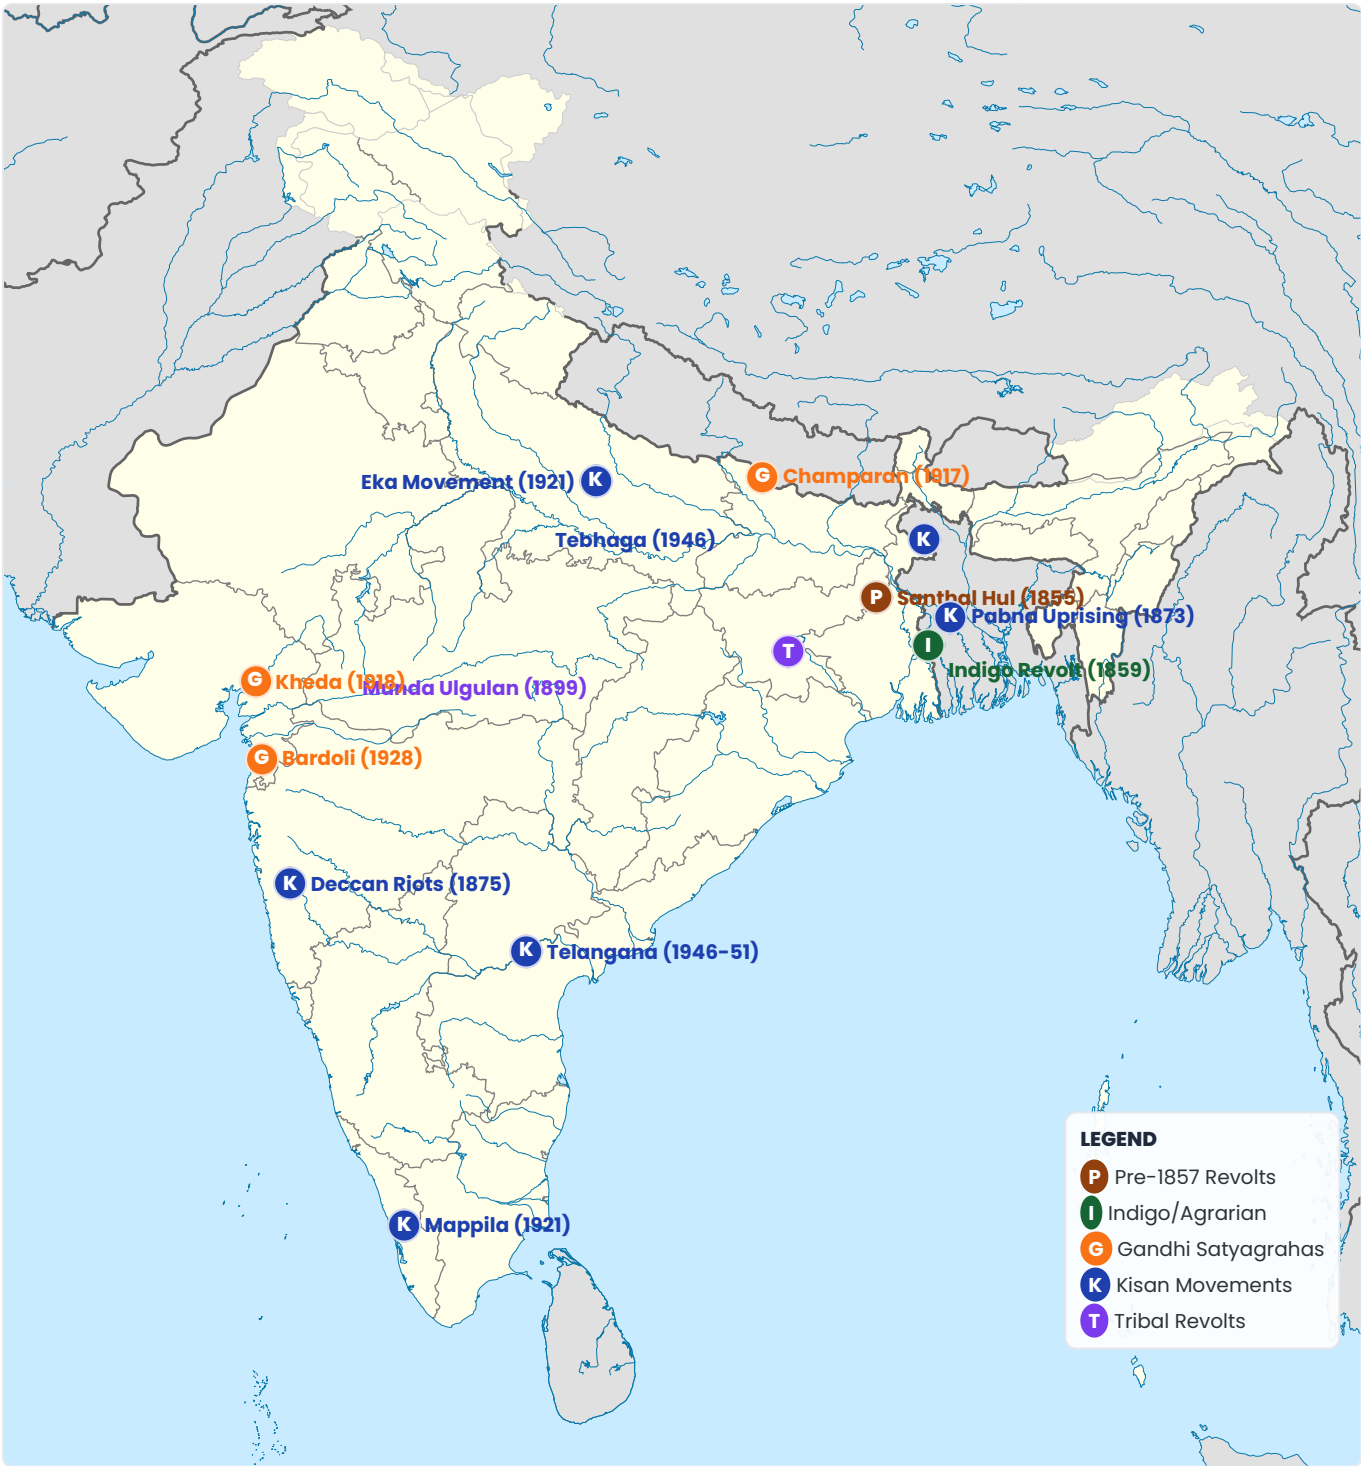 G Champaran (1917)
Eka Movement (1921) K
Tebhaga (1946)
K
P Santhal Hul (1855)
K Pabna Uprising (1873)
I
Indigo Revolt (1859)
T
G Kheda (1918)
Munda Ulgulan (1899)
G Bardoli (1928)
K Deccan Riots (1875)
K Telangana (1946-51)
K Mappila (1921)
LEGEND
P Pre-1857 Revolts
I Indigo/Agrarian
G Gandhi Satyagrahas
K Kisan Movements
T Tribal Revolts